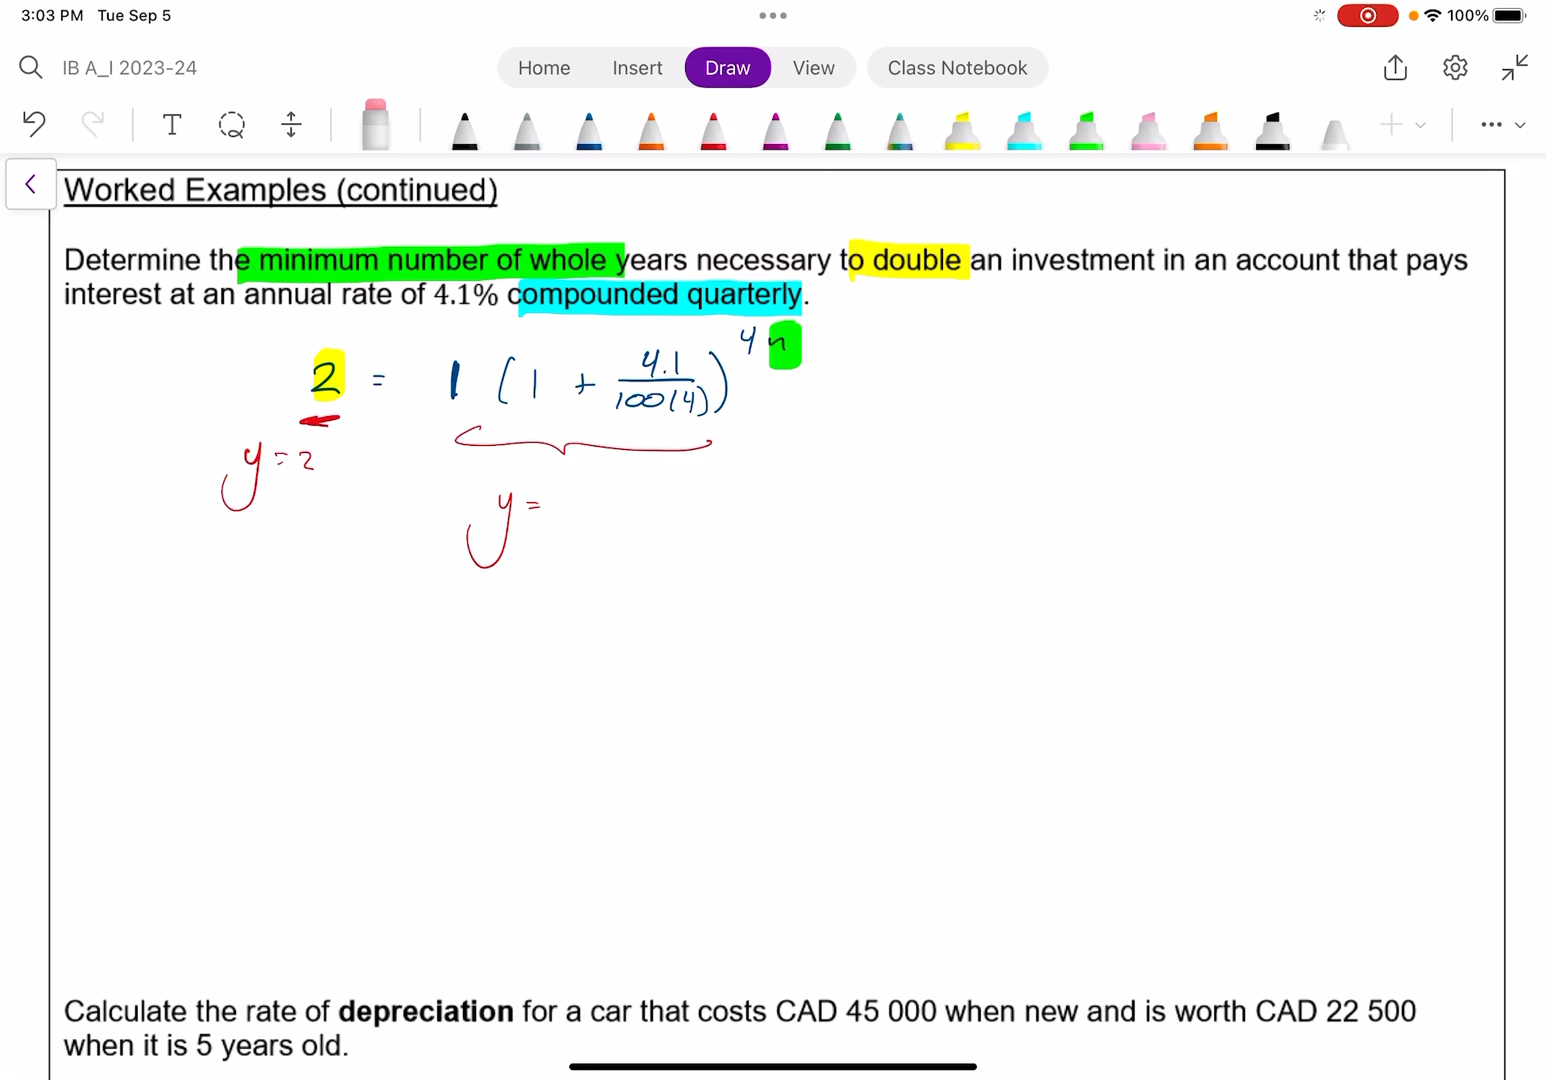 3:03 PM Tue Sep 5
100%
IB A_I 2023-24
Home Insert Draw View Class Notebook
T
Worked Examples (continued)
Determine the minimum number of whole years necessary to double an investment in an account that pays
interest at an annual rate of 4.1% compounded quarterly.
2 = 1 (1 + 4.1/100(4))^4n
y = 2
y =
Calculate the rate of depreciation for a car that costs CAD 45 000 when new and is worth CAD 22 500
when it is 5 years old.